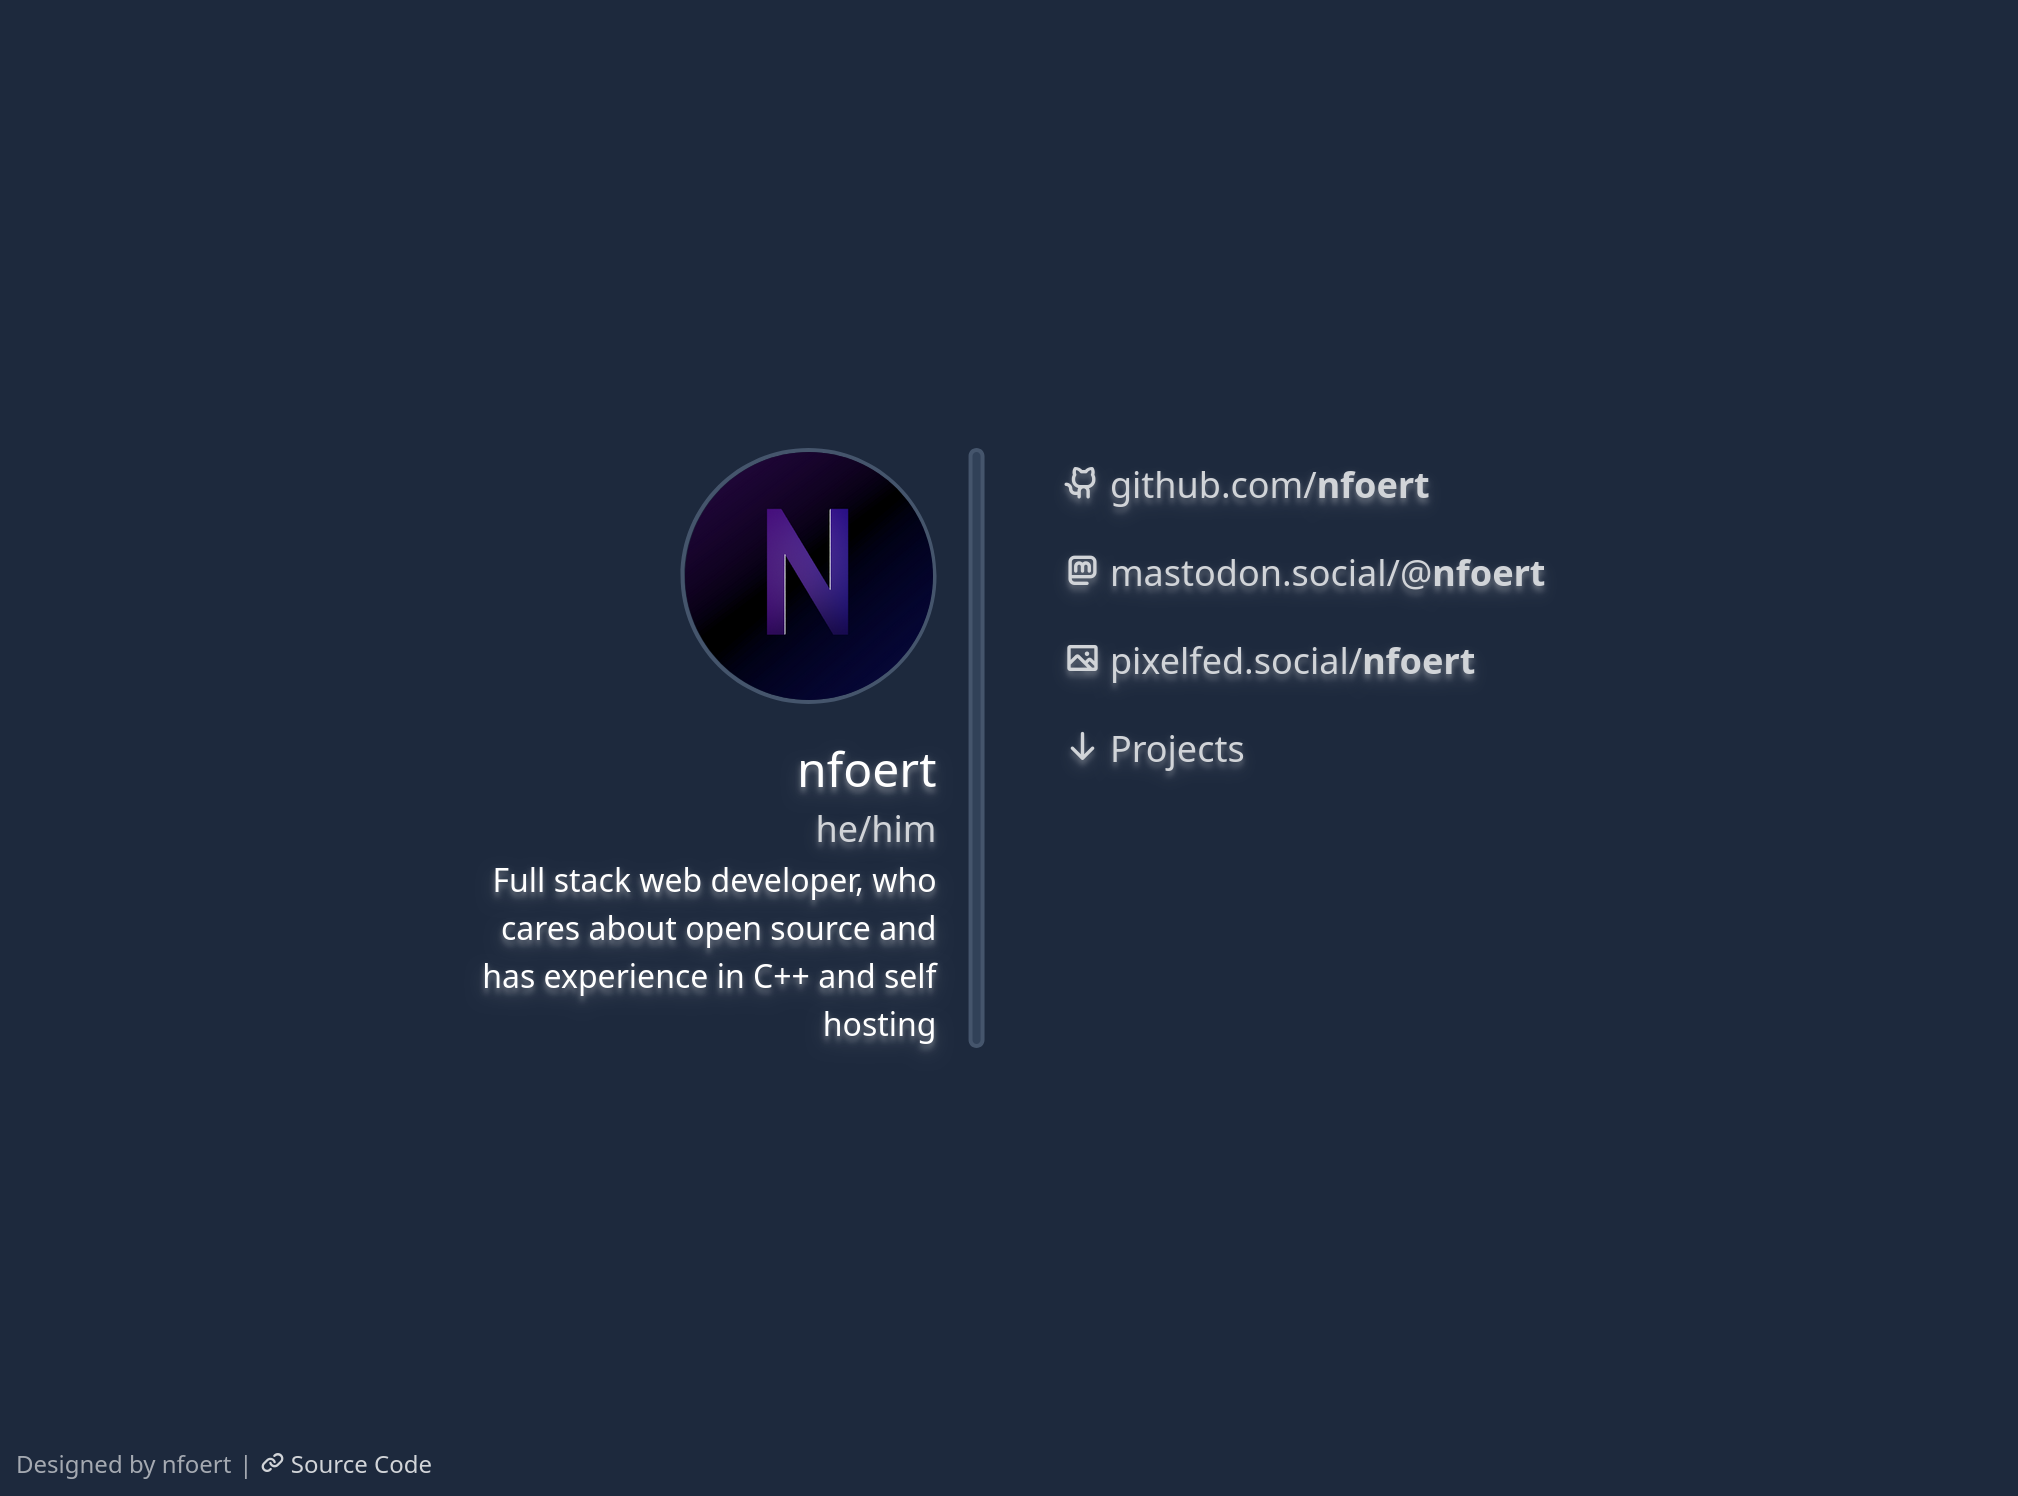 N
nfoert
he/him
Full stack web developer, who
cares about open source and
has experience in C++ and self
hosting
github.com/nfoert
mastodon.social/@nfoert
pixelfed.social/nfoert
Projects
Designed by nfoert | Source Code